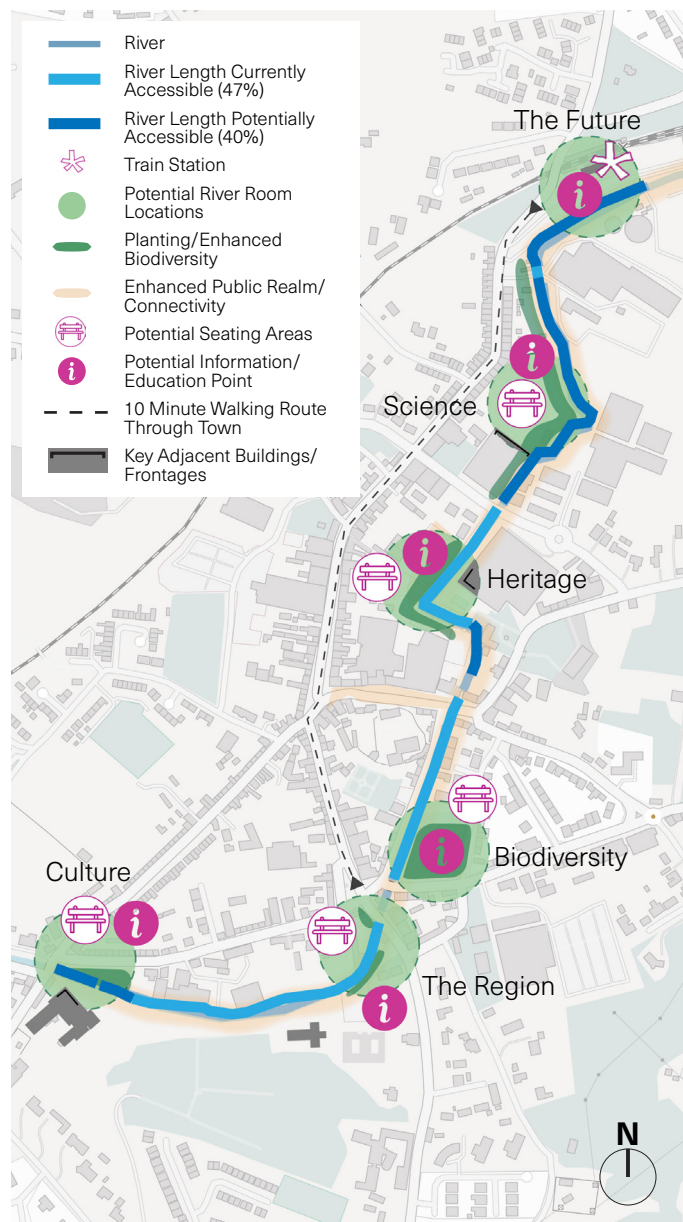 River
River Length Currently
Accessible (47%)
River Length Potentially
Accessible (40%)
Train Station
Potential River Room
Locations
Planting/Enhanced
Biodiversity
Enhanced Public Realm/
Connectivity
Potential Seating Areas
Potential Information/
Education Point
10 Minute Walking Route
Through Town
Key Adjacent Buildings/
Frontages
The Future
i
i
Science
i
Heritage
i
Biodiversity
Culture
i
The Region
i
i
N